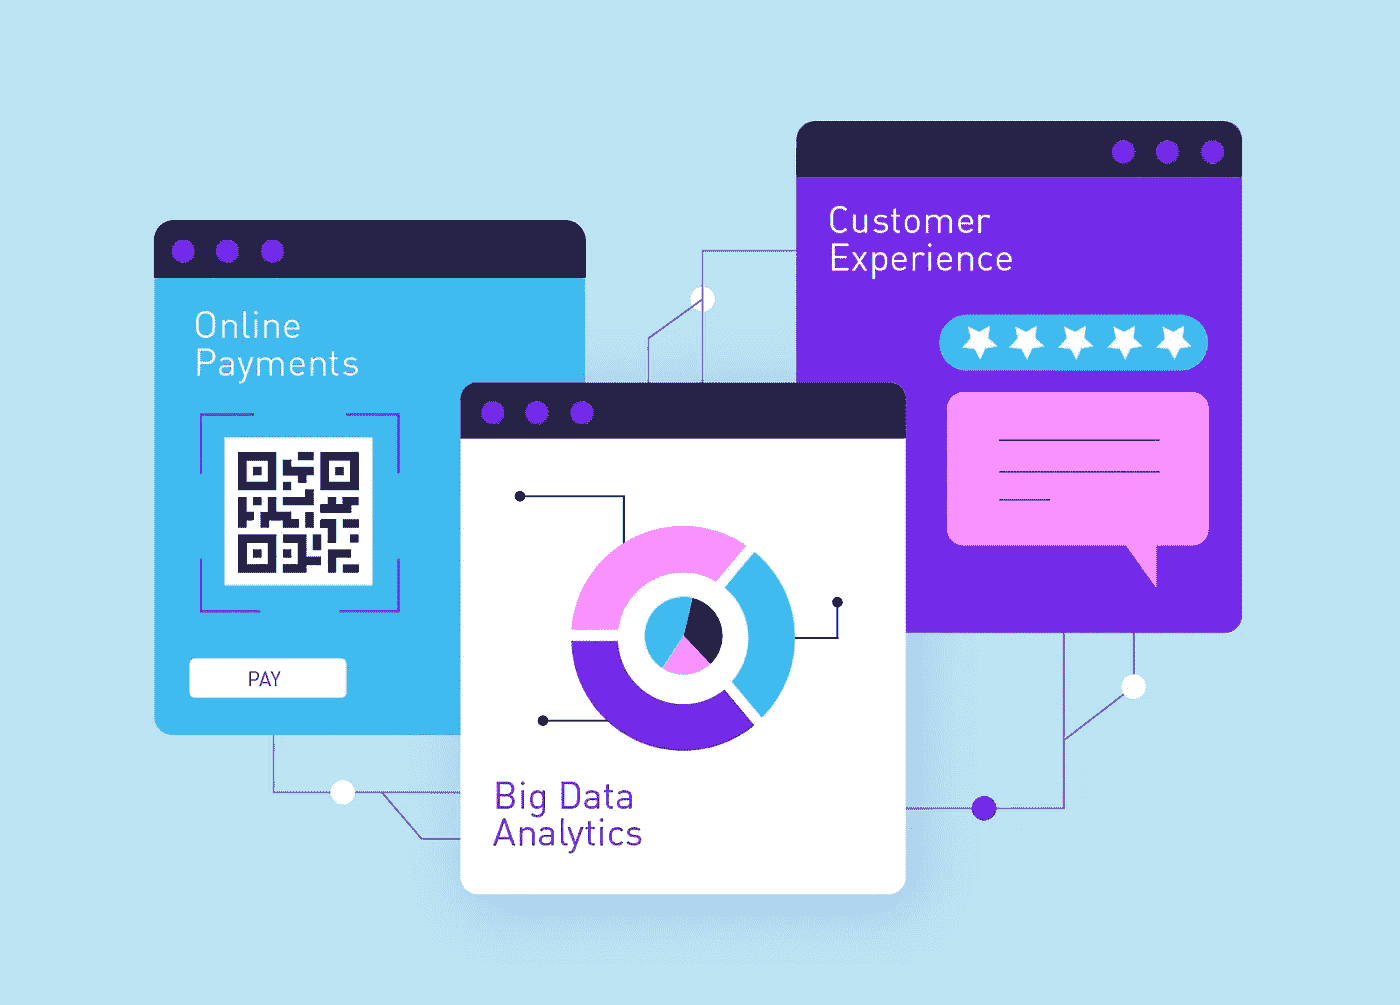 Online
Payments
PAY
Big Data
Analytics
Customer
Experience